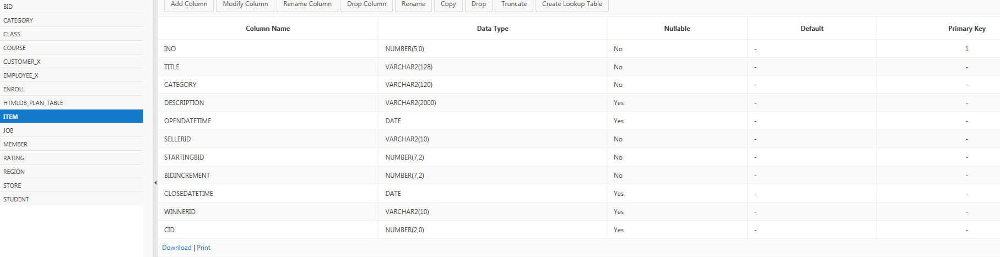 BID
CATEGORY
CLASS
COURSE
CUSTOMER_X
EMPLOYEE_X
ENROLL
HTMLDB_PLAN_TABLE
ITEM
JOB
MEMBER
RATING
REGION
STORE
STUDENT
Add Column Modify Column Rename Column Drop Column Rename Copy Drop Truncate Create Lookup Table
Column Name Data Type Nullable Default Primary Key
INO NUMBER(5,0) No - 1
TITLE VARCHAR2(128) No - -
CATEGORY VARCHAR2(120) No - -
DESCRIPTION VARCHAR2(2000) Yes - -
OPENDATETIME DATE Yes - -
SELLERID VARCHAR2(10) No - -
STARTINGBID NUMBER(7,2) No - -
BIDINCREMENT NUMBER(7,2) No - -
CLOSEDATETIME DATE Yes - -
WINNERID VARCHAR2(10) Yes - -
CID NUMBER(2,0) Yes - -
Download | Print